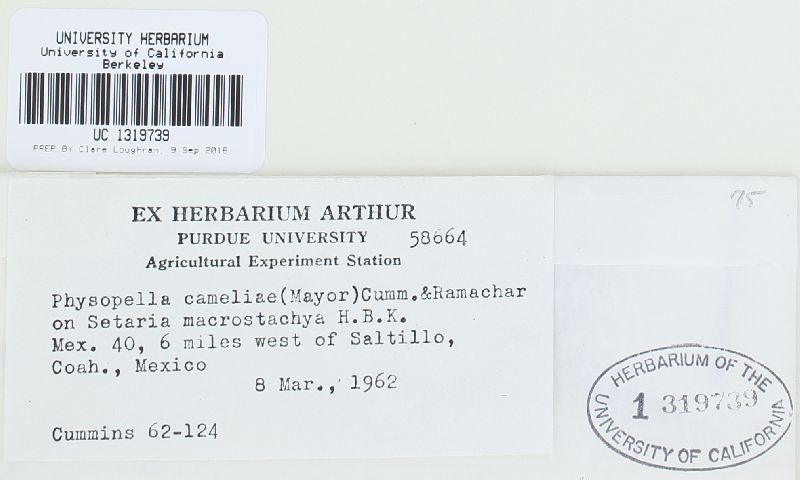 UNIVERSITY HERBARIUM
University of California
Berkeley
UC 1319739
PREP BY Clare Loughran, 9 Sep 2016
75
EX HERBARIUM ARTHUR
PURDUE UNIVERSITY 58664
Agricultural Experiment Station
Physopella cameliae(Mayor)Cumm.&Ramachar
on Setaria macrostachya H.B.K.
Mex. 40, 6 miles west of Saltillo,
Coah., Mexico
8 Mar., 1962
Cummins 62-124
HERBARIUM OF THE
1 319739
UNIVERSITY OF CALIFORNIA